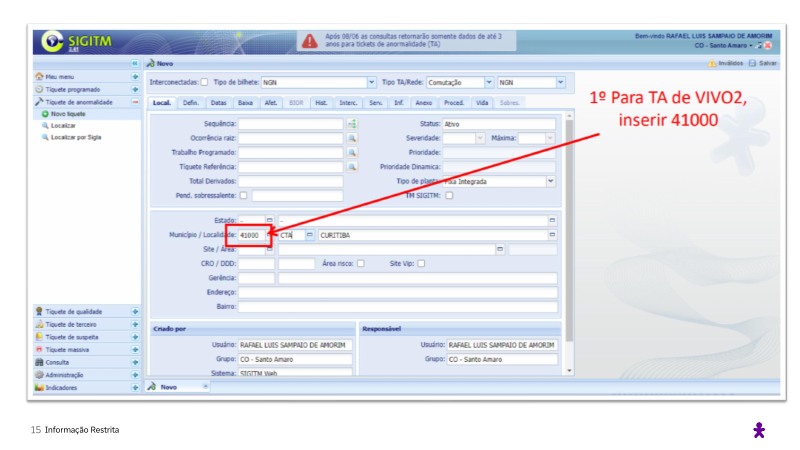 SIGITM
3.81
Após 08/08 as consultas retornarão somente dados de até 3
anos para tickets de anormalidade (TA)
Bem-vindo RAFAEL LUIS SAMPAIO DE AMORIM
CO - Santo Amaro
Novo
Inválidos Salvar
Meu menu
Tíquete programado
Tíquete de anormalidade
Novo tíquete
Localizar
Localizar por Sigla
Interconectadas: Tipo de bilhete: NGN Tipo TA/Rede: Comutação NGN
Local. Defin. Datas Baixa Afet. Hist. Interc. Serv. Inf. Anexo Proced. Vida Sobres.
Sequência: Status: Ativo
Ocorrência raiz: Severidade: Máxima:
Trabalho Programado: Prioridade:
Tíquete Referência: Prioridade Dinamica:
Total Derivados: Tipo de planta: Fixa Integrada
Pend. sobressalente: TM SIGITM:
1º Para TA de VIVO2,
inserir 41000
Estado: - -
Município / Localidade: 41000 CTA CURITIBA
Site / Área:
CRO / DDD: Área risco: Site Vip:
Gerência:
Endereço:
Bairro:
Criado por Responsável
Usuário: RAFAEL LUIS SAMPAIO DE AMORIM Usuário: RAFAEL LUIS SAMPAIO DE AMORIM
Grupo: CO - Santo Amaro Grupo: CO - Santo Amaro
Sistema: SIGITM Web
Tíquete de qualidade
Tíquete de terceiro
Tíquete de suspeita
Tíquete massiva
Consulta
Administração
Indicadores
Novo
15 Informação Restrita